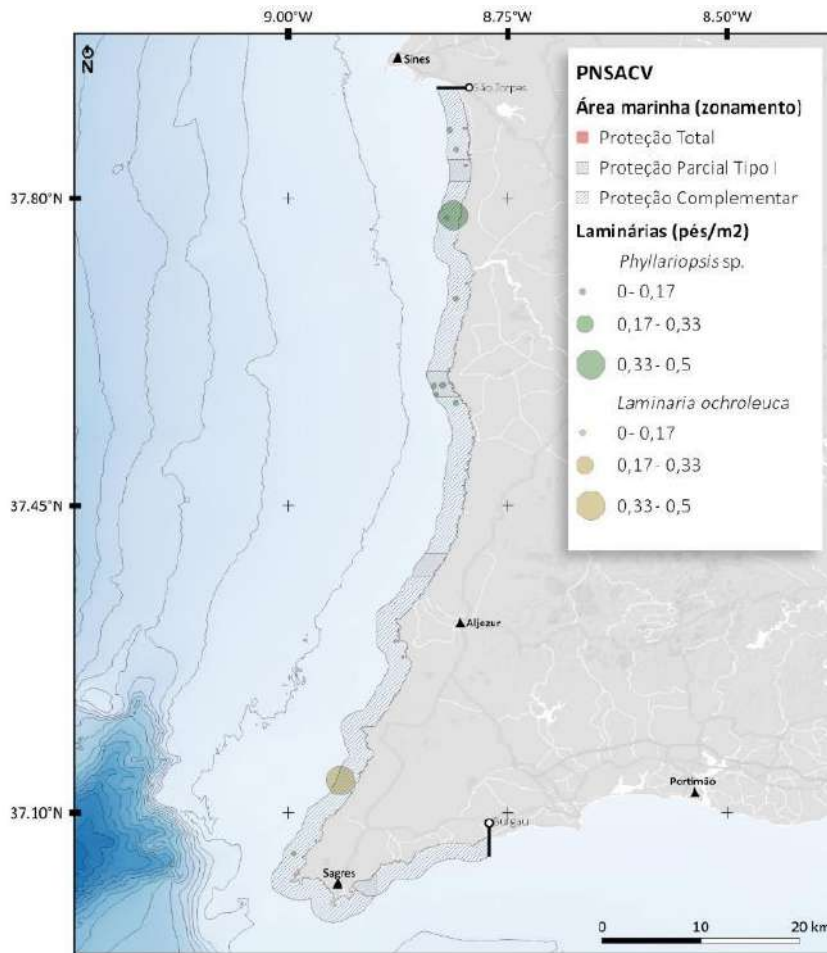 9.00°W 8.75°W 8.50°W
N
Sines
São Torpes
37.80°N
37.45°N
37.10°N
Aljezur
Portimão
Burgau
Sagres
0 10 20 km
PNSACV
Área marinha (zonamento)
Proteção Total
Proteção Parcial Tipo I
Proteção Complementar
Laminárias (pés/m2)
Phyllariopsis sp.
0- 0,17
0,17- 0,33
0,33- 0,5
Laminaria ochroleuca
0- 0,17
0,17- 0,33
0,33- 0,5